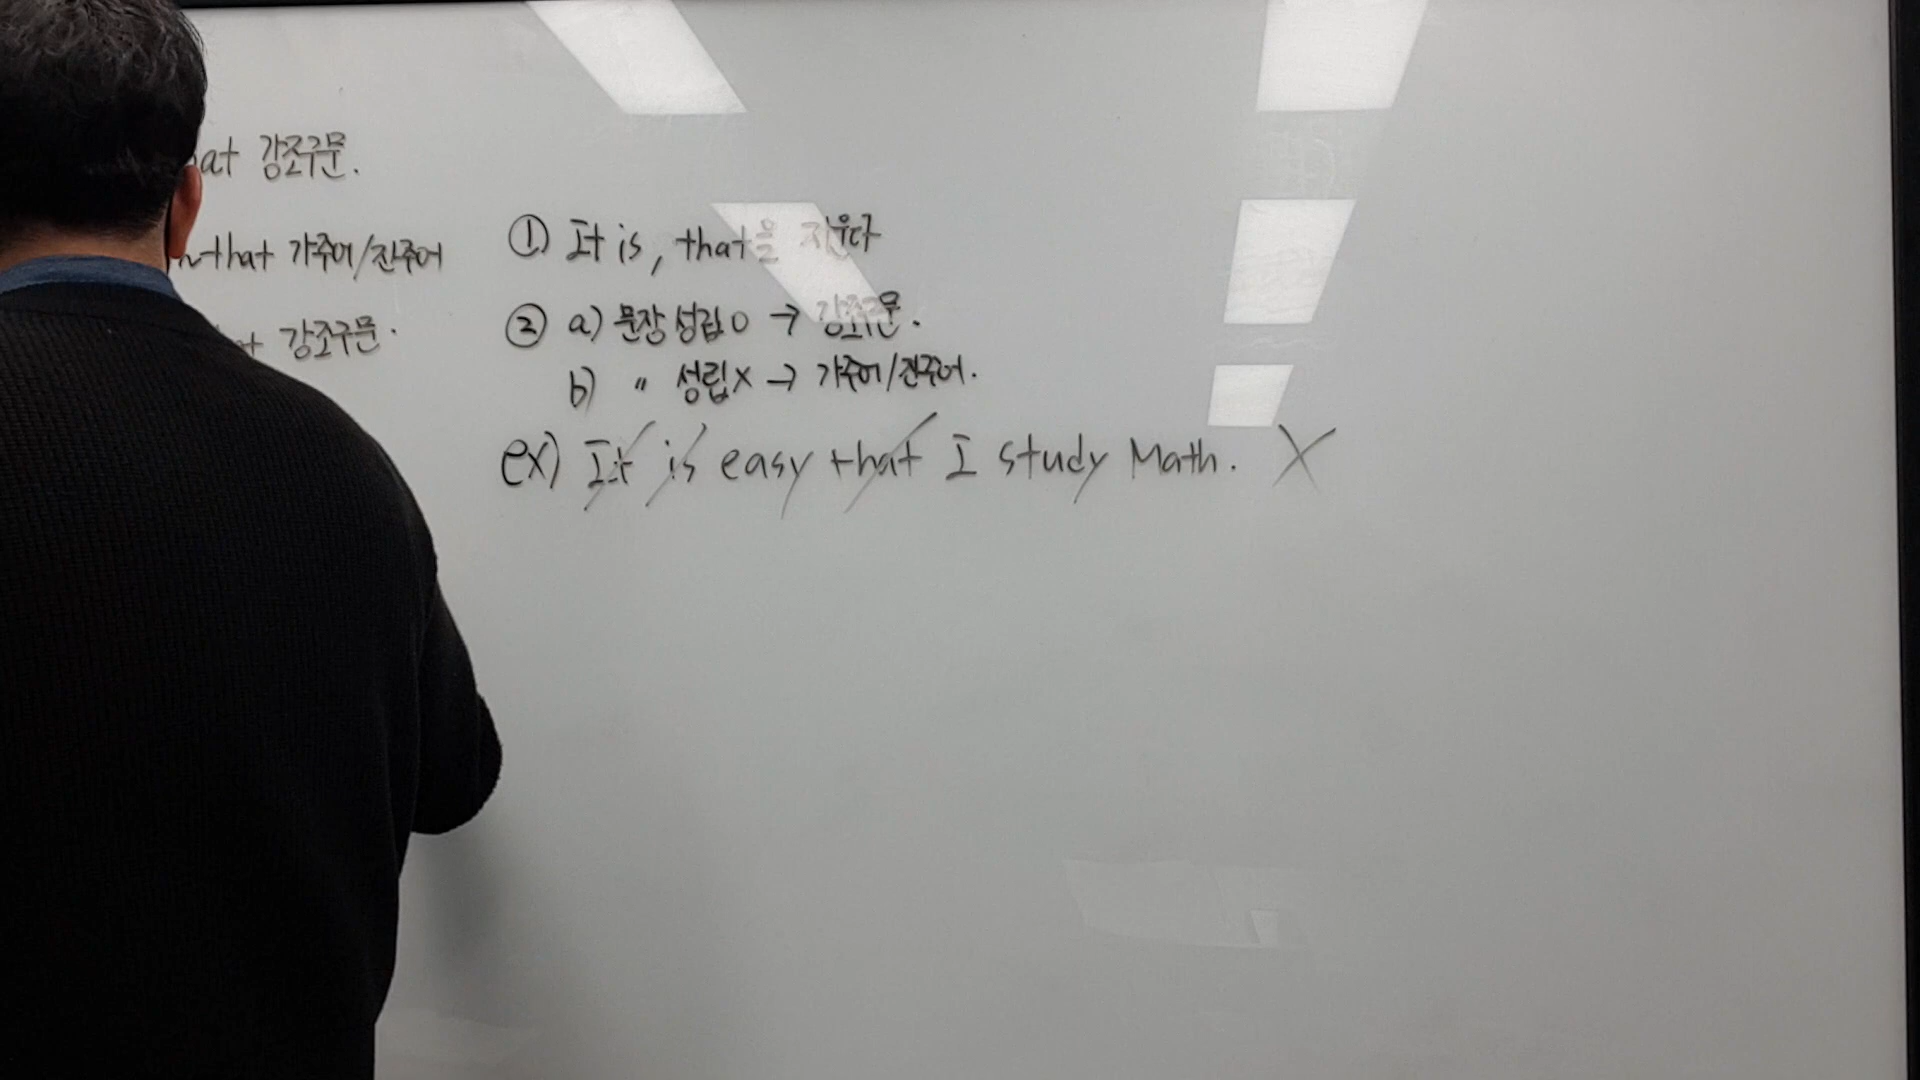 at 강조구문.
that 가주어/진주어
강조구문.
① It is, that을 지운다
② a) 문장성립 O → 강조구문.
b) 〃 성립 X → 가주어/진주어.
ex) It is easy that I study Math. X